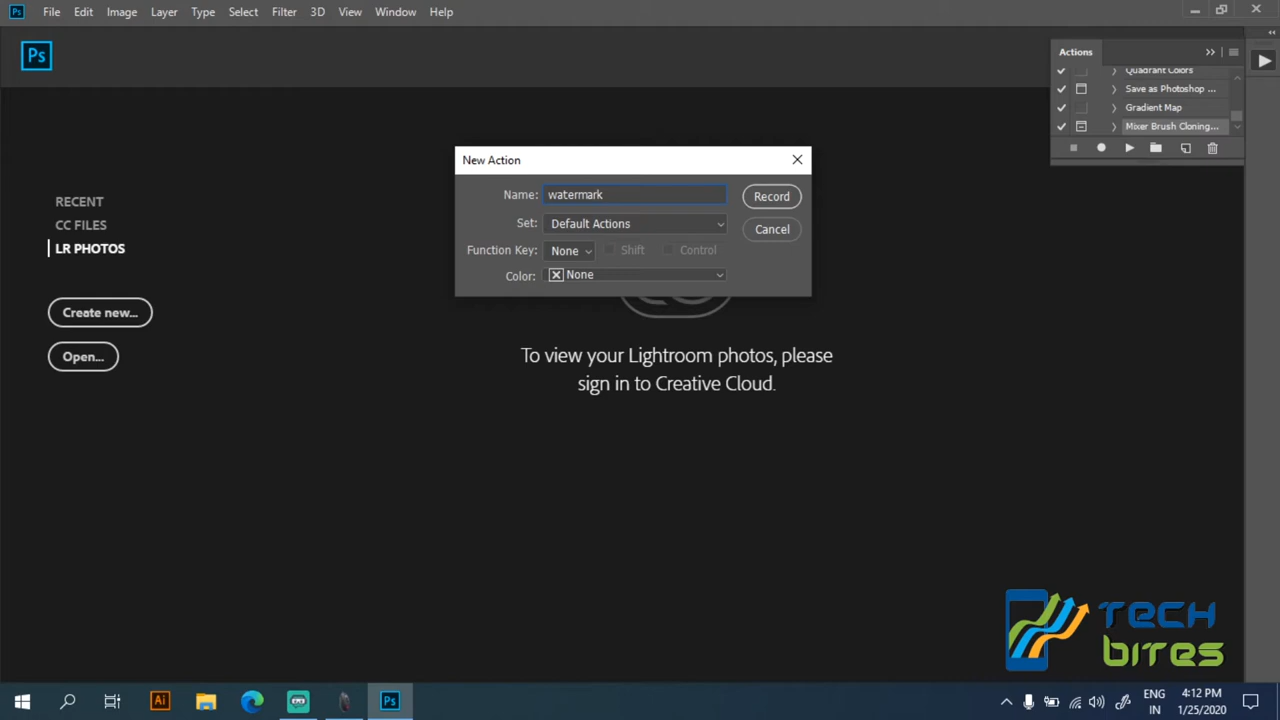 Ps File Edit Image Layer Type Select Filter 3D View Window Help
Ps
Actions
Quadrant Colors
Save as Photoshop ...
Gradient Map
Mixer Brush Cloning...
New Action
Name: watermark
Record
Set: Default Actions
Cancel
Function Key: None Shift Control
Color: None
RECENT
CC FILES
LR PHOTOS
Create new...
Open...
To view your Lightroom photos, please
sign in to Creative Cloud.
TECH
BITES
Ai
Ps
ENG
IN
4:12 PM
1/25/2020